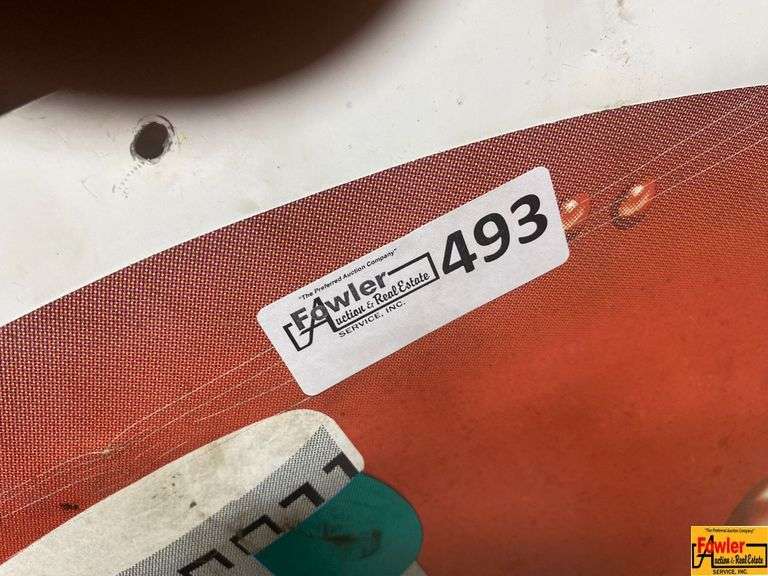 "The Preferred Auction Company"
Fowler
Auction & Real Estate
SERVICE, INC.
493
"The Preferred Auction Company"
Fowler
Auction & Real Estate
SERVICE, INC.